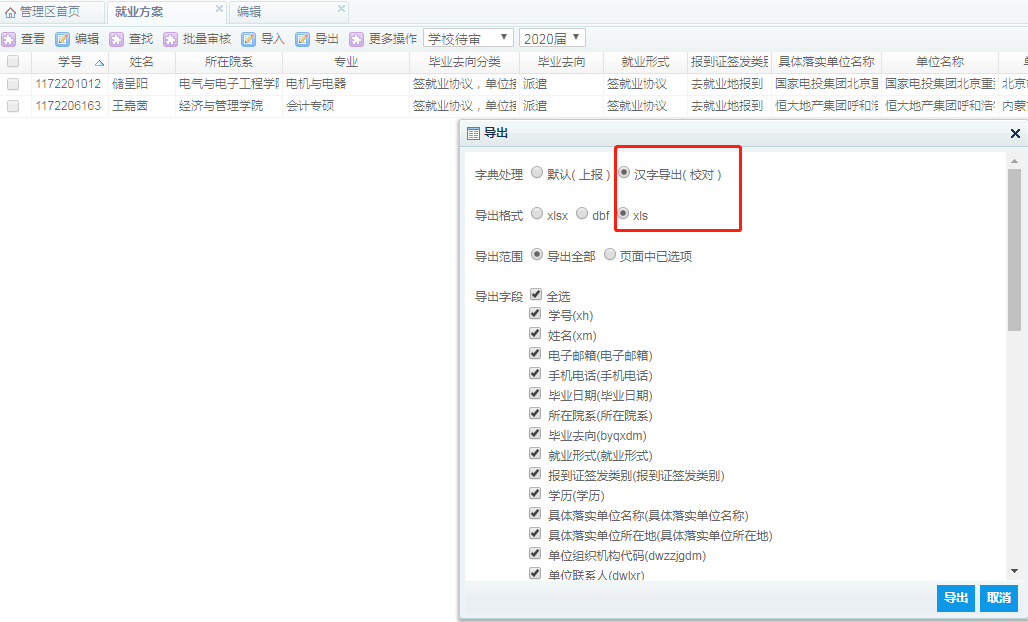 管理区首页 就业方案 编辑
查看 编辑 查找 批量审核 导入 导出 更多操作 学校待审 2020届
学号 姓名 所在院系 专业 毕业去向分类 毕业去向 就业形式 报到证签发类别 具体落实单位名称 单位名称
1172201012 储呈阳 电气与电子工程学院 电机与电器 签就业协议，单位接 派遣 签就业协议 去就业地报到 国家电投集团北京重 国家电投集团北京重 北京
1172206163 王嘉茵 经济与管理学院 会计专硕 签就业协议，单位接 派遣 签就业协议 去就业地报到 恒大地产集团呼和浩 恒大地产集团呼和浩 内蒙
导出
字典处理 默认( 上报 ) 汉字导出( 校对 )
导出格式 xlsx dbf xls
导出范围 导出全部 页面中已选项
导出字段 全选
学号(xh)
姓名(xm)
电子邮箱(电子邮箱)
手机电话(手机电话)
毕业日期(毕业日期)
所在院系(所在院系)
毕业去向(byqxdm)
就业形式(就业形式)
报到证签发类别(报到证签发类别)
学历(学历)
具体落实单位名称(具体落实单位名称)
具体落实单位所在地(具体落实单位所在地)
单位组织机构代码(dwzzjgdm)
单位联系人(dwlxr)
导出 取消